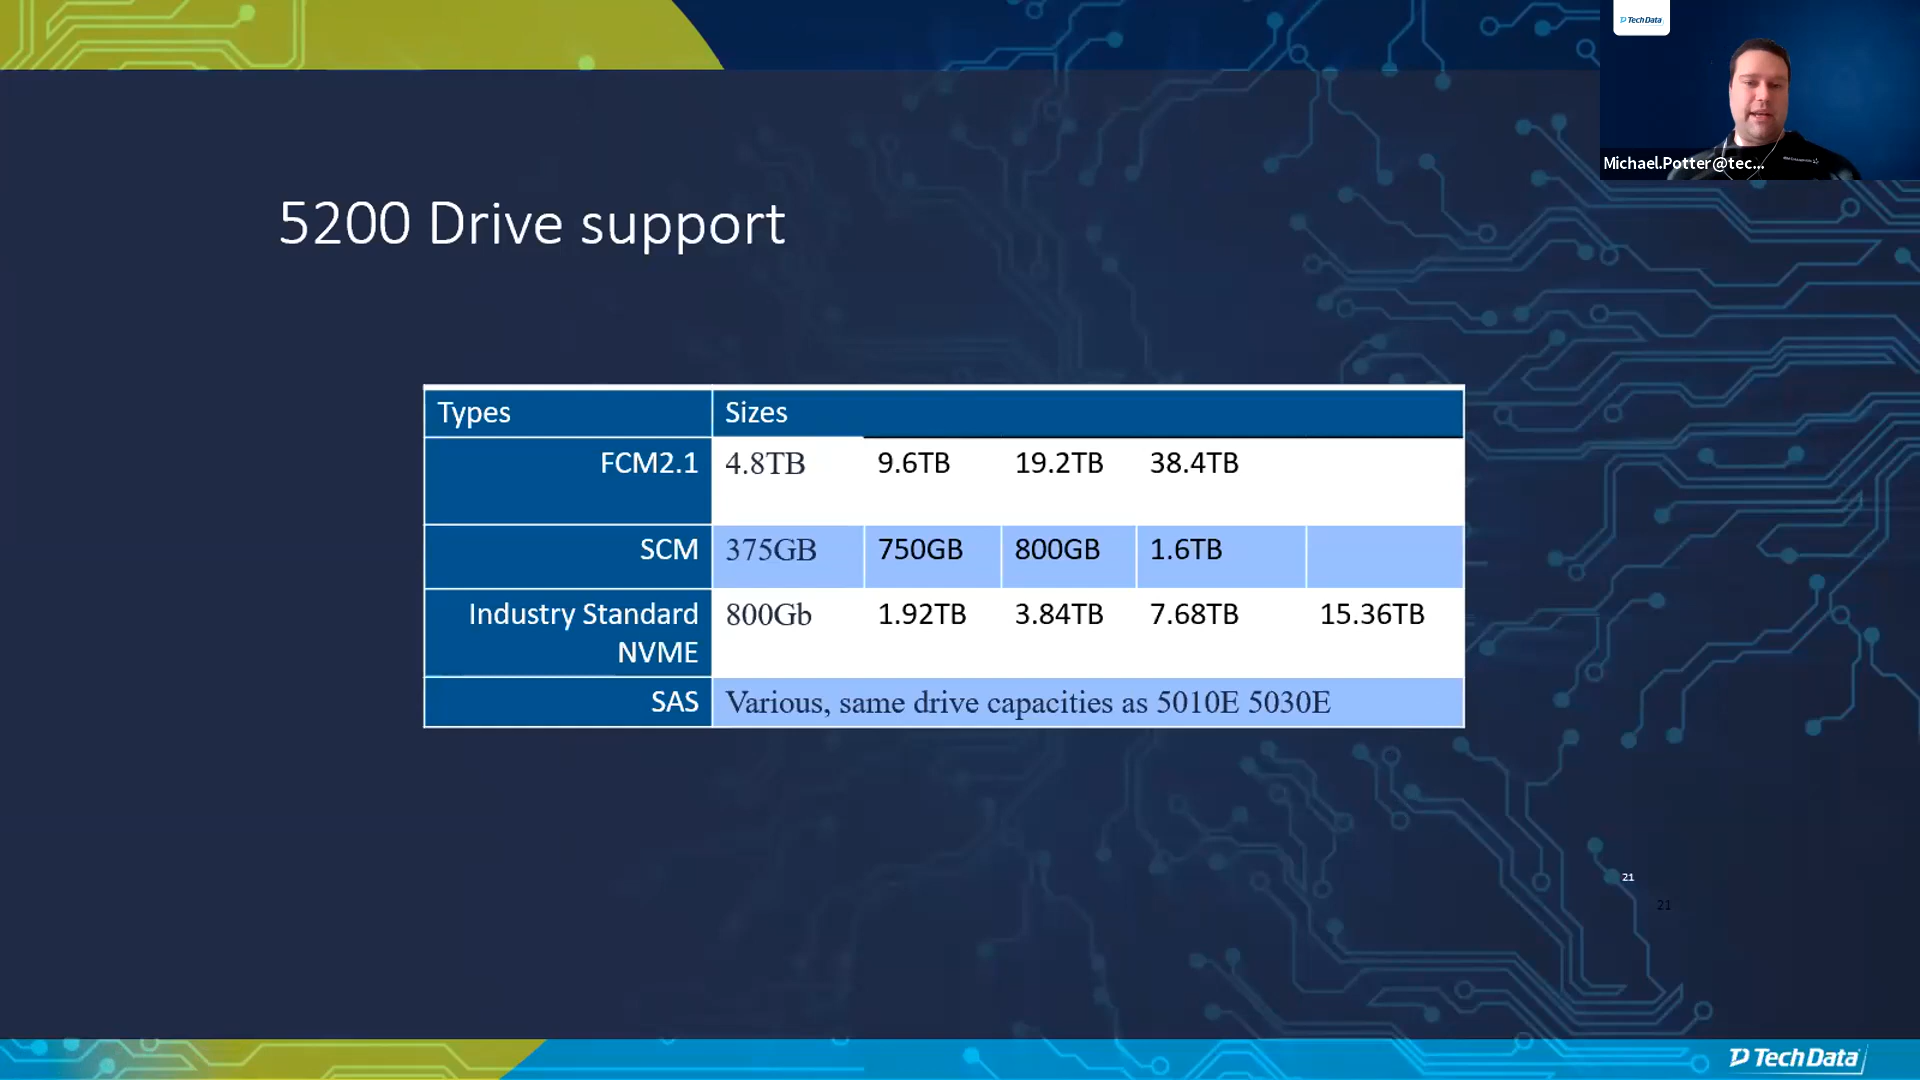 TechData
Michael.Potter@tec...
5200 Drive support
Types Sizes
FCM2.1 4.8TB 9.6TB 19.2TB 38.4TB
SCM 375GB 750GB 800GB 1.6TB
Industry Standard 800Gb 1.92TB 3.84TB 7.68TB 15.36TB
NVME
SAS Various, same drive capacities as 5010E 5030E
21
21
TechData